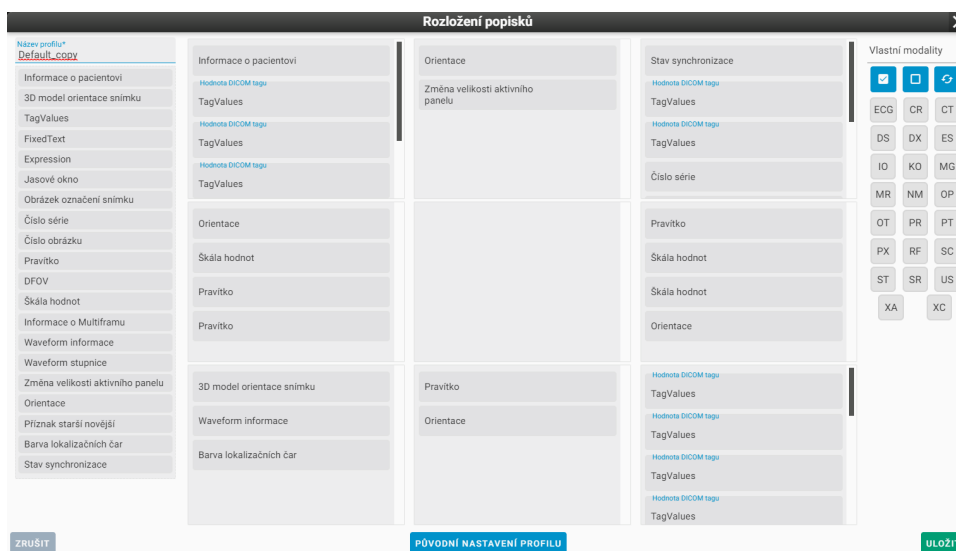 Rozložení popisků
Název profilu*
Default_copy
Informace o pacientovi
3D model orientace snímku
TagValues
FixedText
Expression
Jasové okno
Obrázek označení snímku
Číslo série
Číslo obrázku
Pravítko
DFOV
Škála hodnot
Informace o Multiframu
Waveform informace
Waveform stupnice
Změna velikosti aktivního panelu
Orientace
Příznak starší novější
Barva lokalizačních čar
Stav synchronizace
Informace o pacientovi
Hodnota DICOM tagu
TagValues
Hodnota DICOM tagu
TagValues
Hodnota DICOM tagu
TagValues
Orientace
Změna velikosti aktivního
panelu
Stav synchronizace
Hodnota DICOM tagu
TagValues
Hodnota DICOM tagu
TagValues
Číslo série
Orientace
Škála hodnot
Pravítko
Pravítko
Pravítko
Škála hodnot
Škála hodnot
Orientace
3D model orientace snímku
Waveform informace
Barva lokalizačních čar
Pravítko
Orientace
Hodnota DICOM tagu
TagValues
Hodnota DICOM tagu
TagValues
Hodnota DICOM tagu
TagValues
Hodnota DICOM tagu
TagValues
Vlastní modality
ECG CR CT
DS DX ES
IO KO MG
MR NM OP
OT PR PT
PX RF SC
ST SR US
XA XC
ZRUŠIT
PŮVODNÍ NASTAVENÍ PROFILU
ULOŽIT